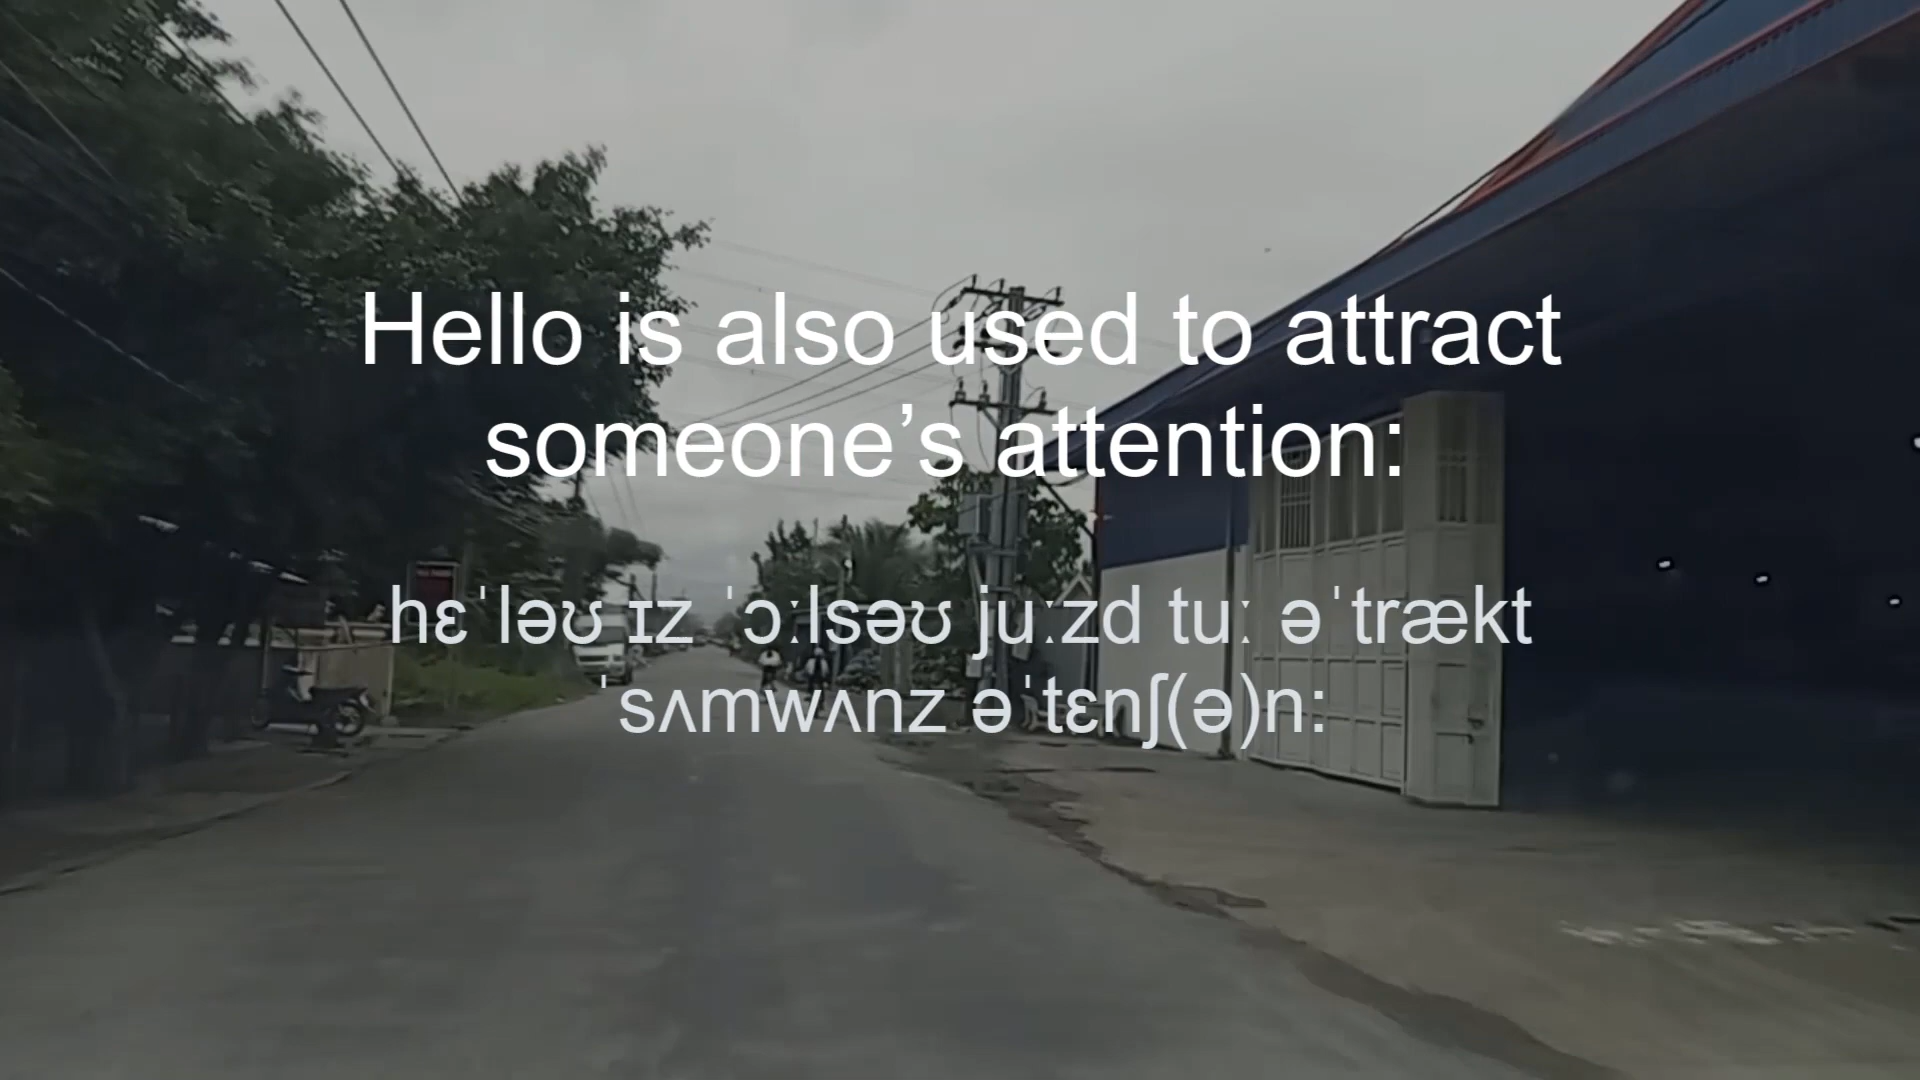 Hello is also used to attract
someone’s attention:
hɛˈləʊ ɪz ˈɔːlsəʊ juːzd tuː əˈtrækt
ˈsʌmwʌnz əˈtɛnʃ(ə)n: